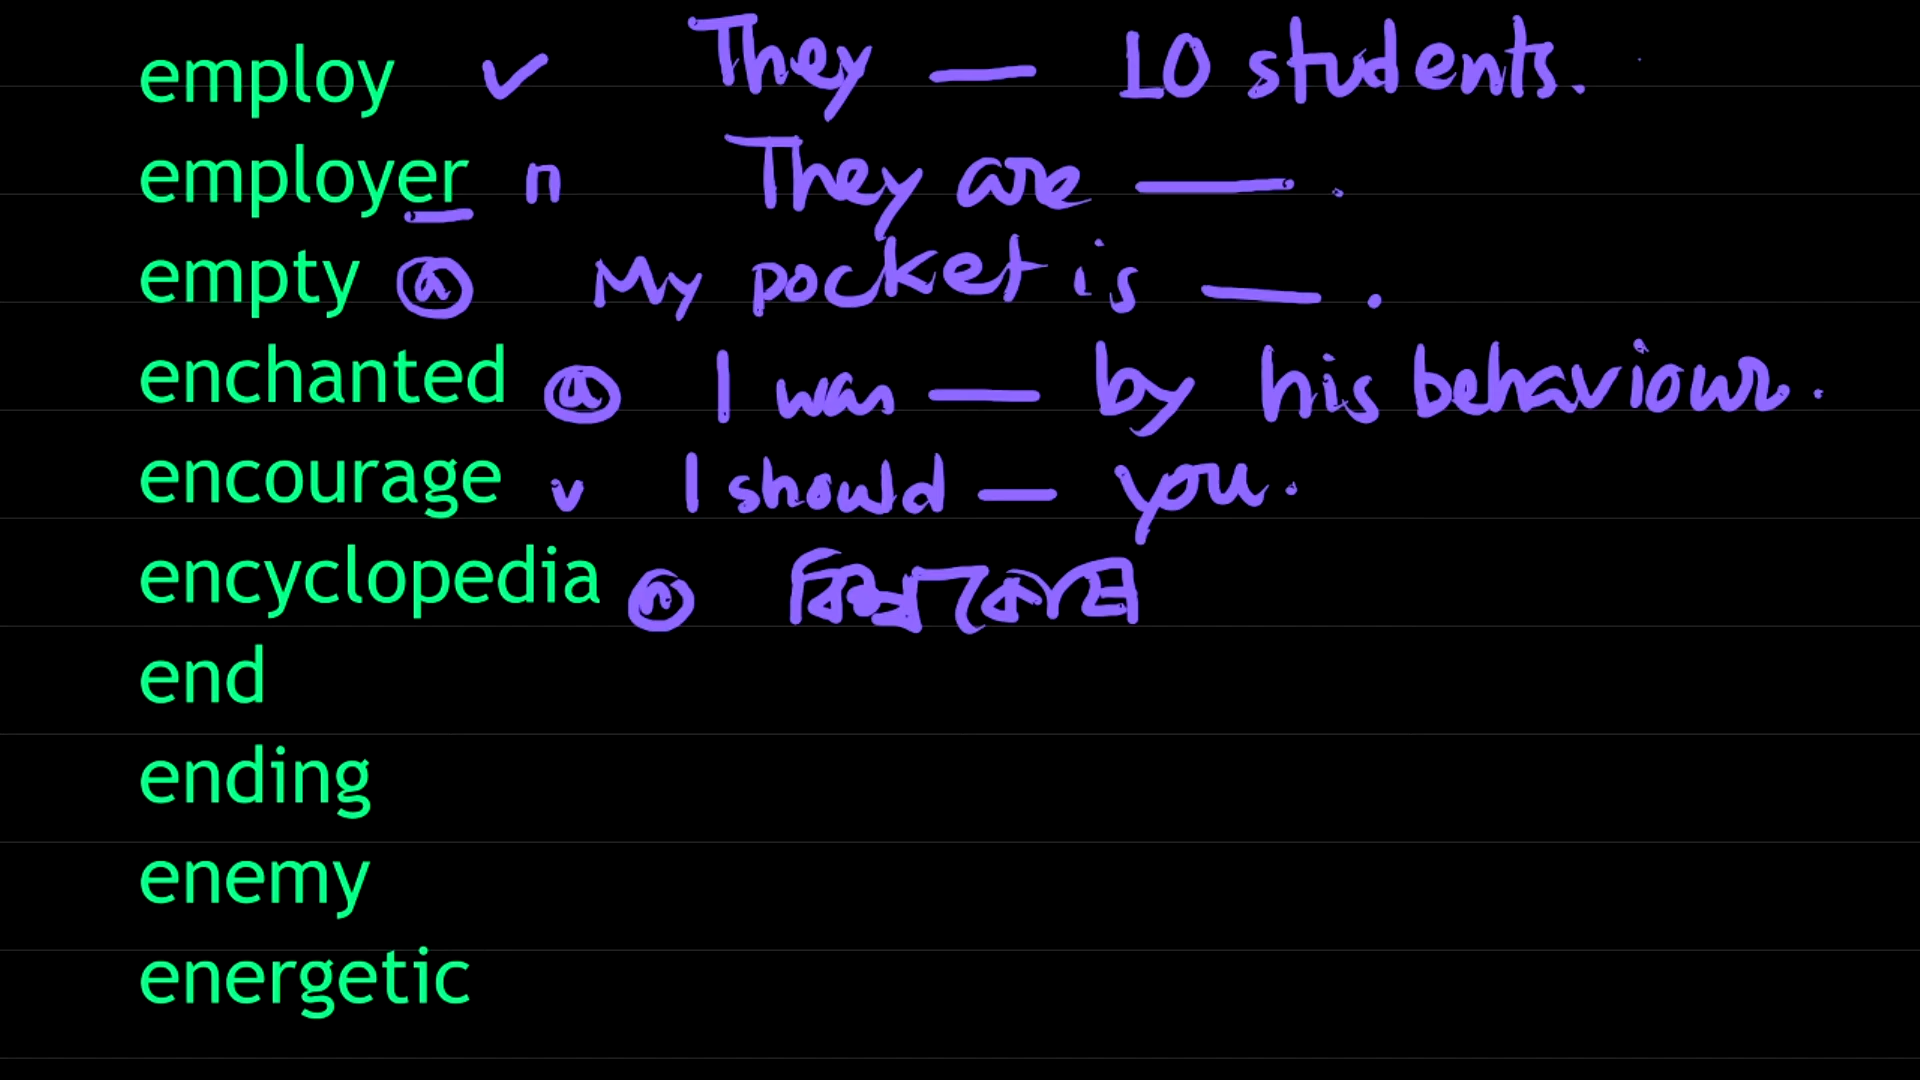 employ v They — 10 students.
employer n They are — .
empty a My pocket is — .
enchanted a I was — by his behaviour.
encourage v I should — you.
encyclopedia n বিশ্বকোষ
end
ending
enemy
energetic